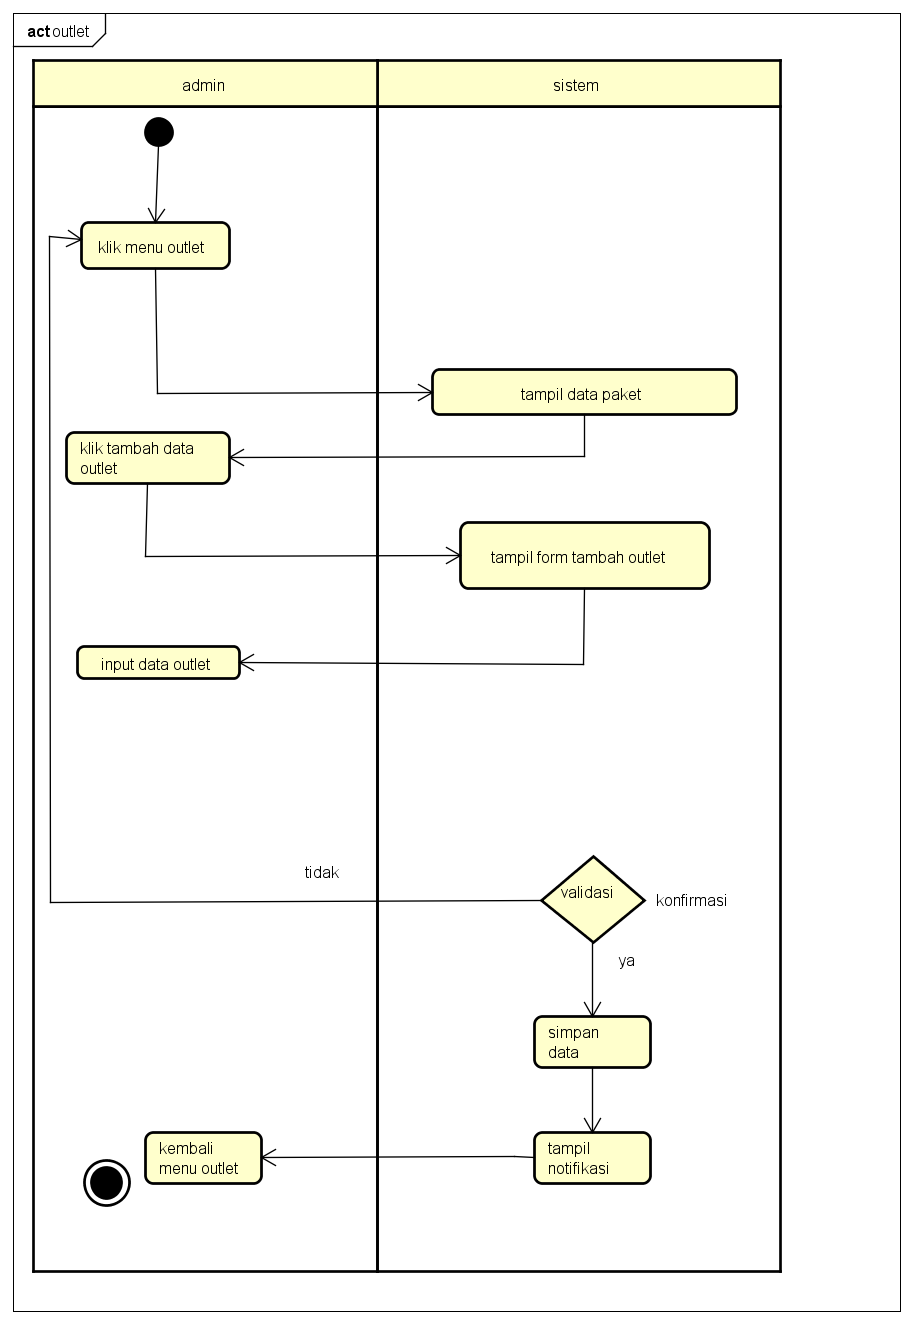 act outlet
admin
sistem
klik menu outlet
tampil data paket
klik tambah data
outlet
tampil form tambah outlet
input data outlet
tidak
validasi
konfirmasi
ya
simpan
data
kembali
menu outlet
tampil
notifikasi